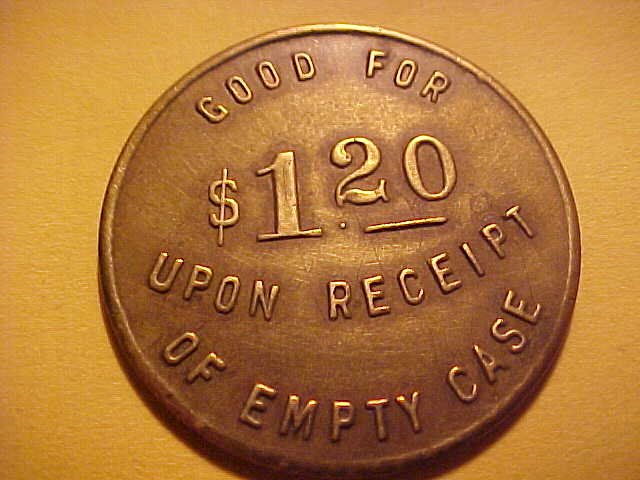 GOOD FOR
$1.20
UPON RECEIPT
OF EMPTY CASE